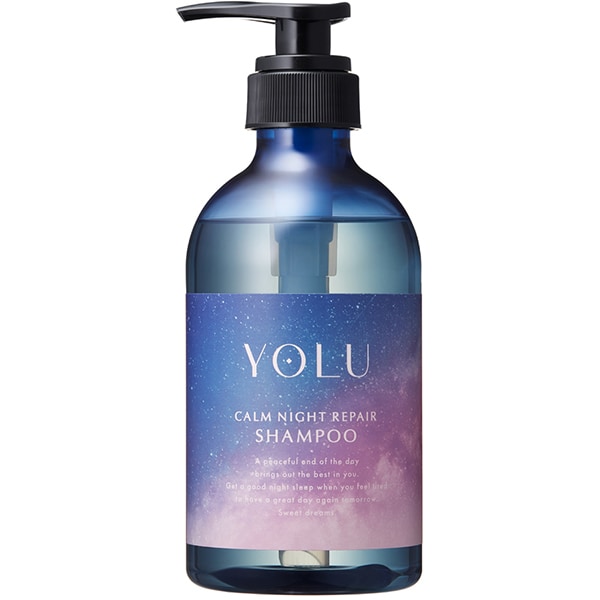 YOLU
CALM NIGHT REPAIR
SHAMPOO
A peaceful end of the day
brings out the best in you.
Get a good night sleep when you feel tired
to have a great day again tomorrow.
Sweet dreams